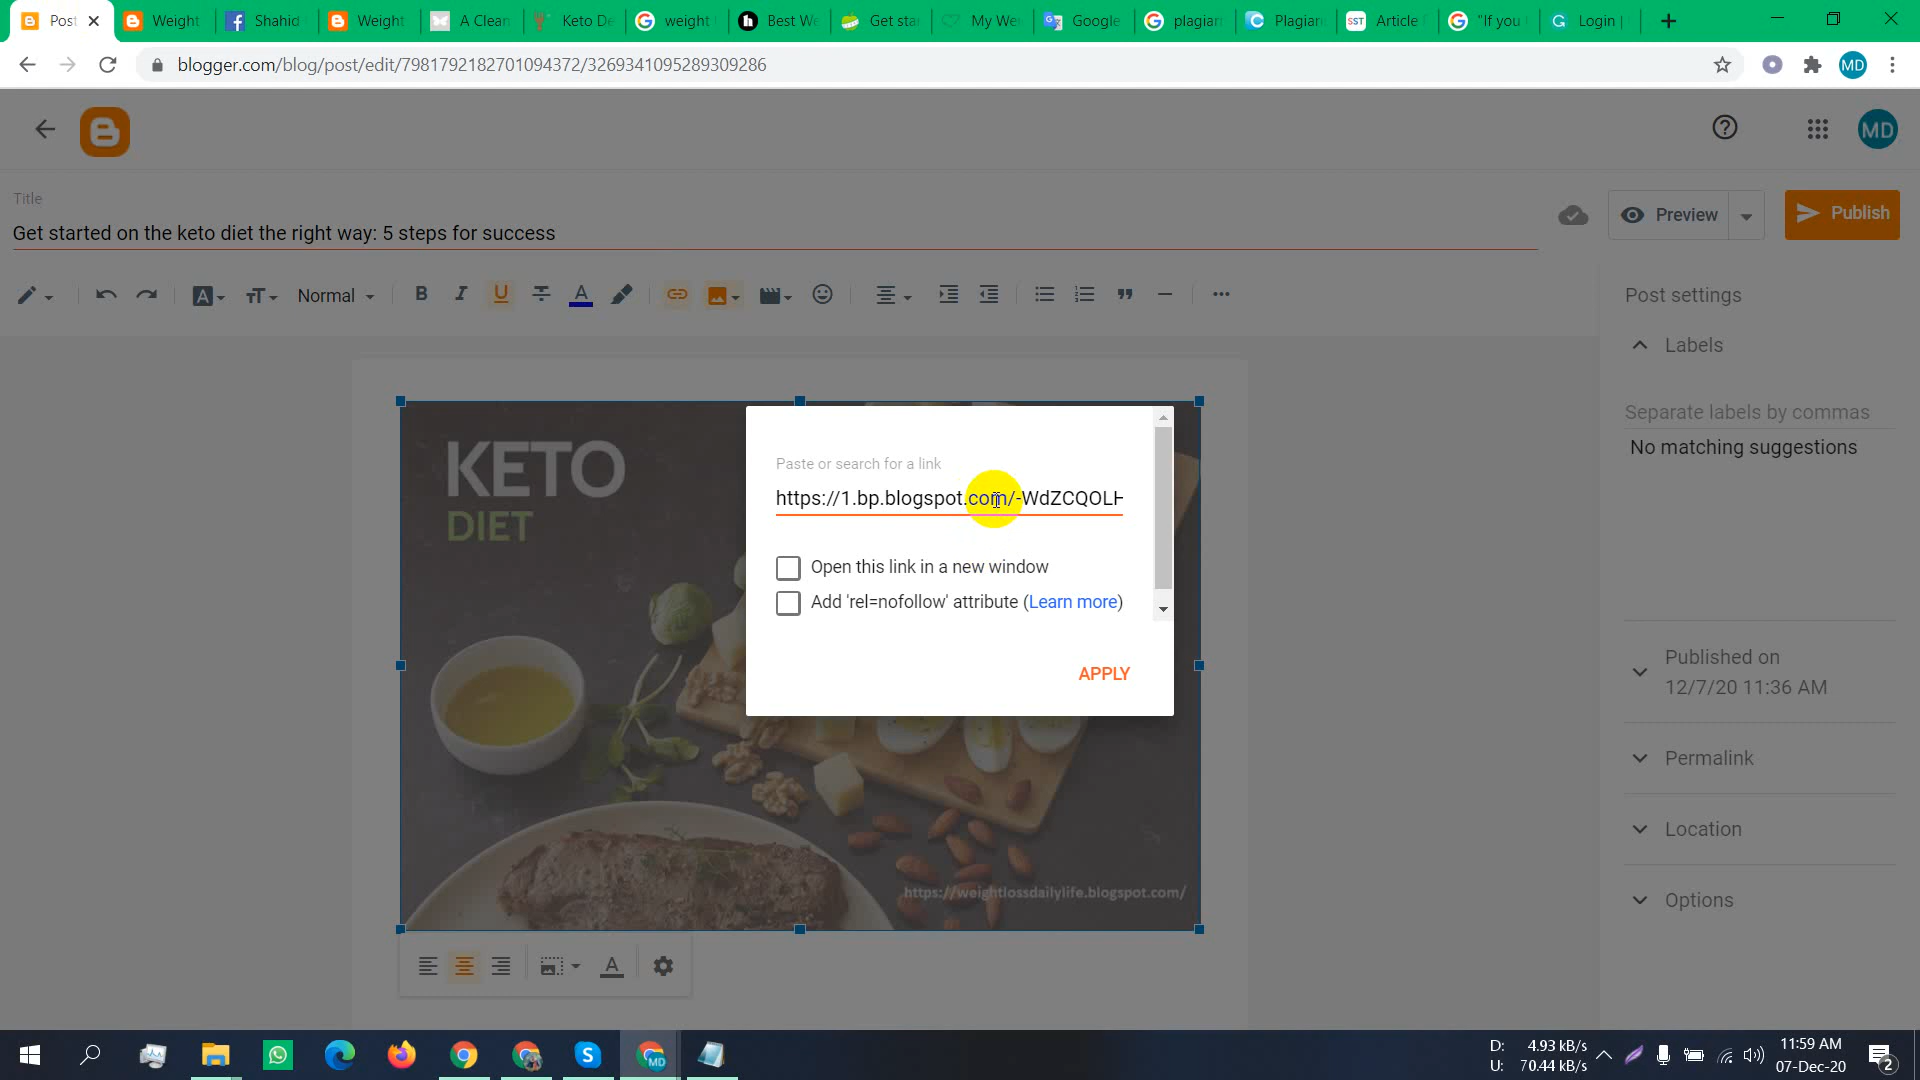 Post
Weight
Shahid
Weight
A Clean
Keto De
weight
Best We
Get sta
My We
Google
plagiar
Plagiar
Article
"If you
Login |
blogger.com/blog/post/edit/7981792182701094372/3269341095289309286
MD
MD
Title
Get started on the keto diet the right way: 5 steps for success
Preview
Publish
Normal
Post settings
Labels
Separate labels by commas
No matching suggestions
Published on
12/7/20 11:36 AM
Permalink
Location
Options
KETO
DIET
https://weightlossdailylife.blogspot.com/
Paste or search for a link
https://1.bp.blogspot.com/-WdZCQOLH
Open this link in a new window
Add 'rel=nofollow' attribute (Learn more)
APPLY
D: 4.93 kB/s
U: 70.44 kB/s
11:59 AM
07-Dec-20
2